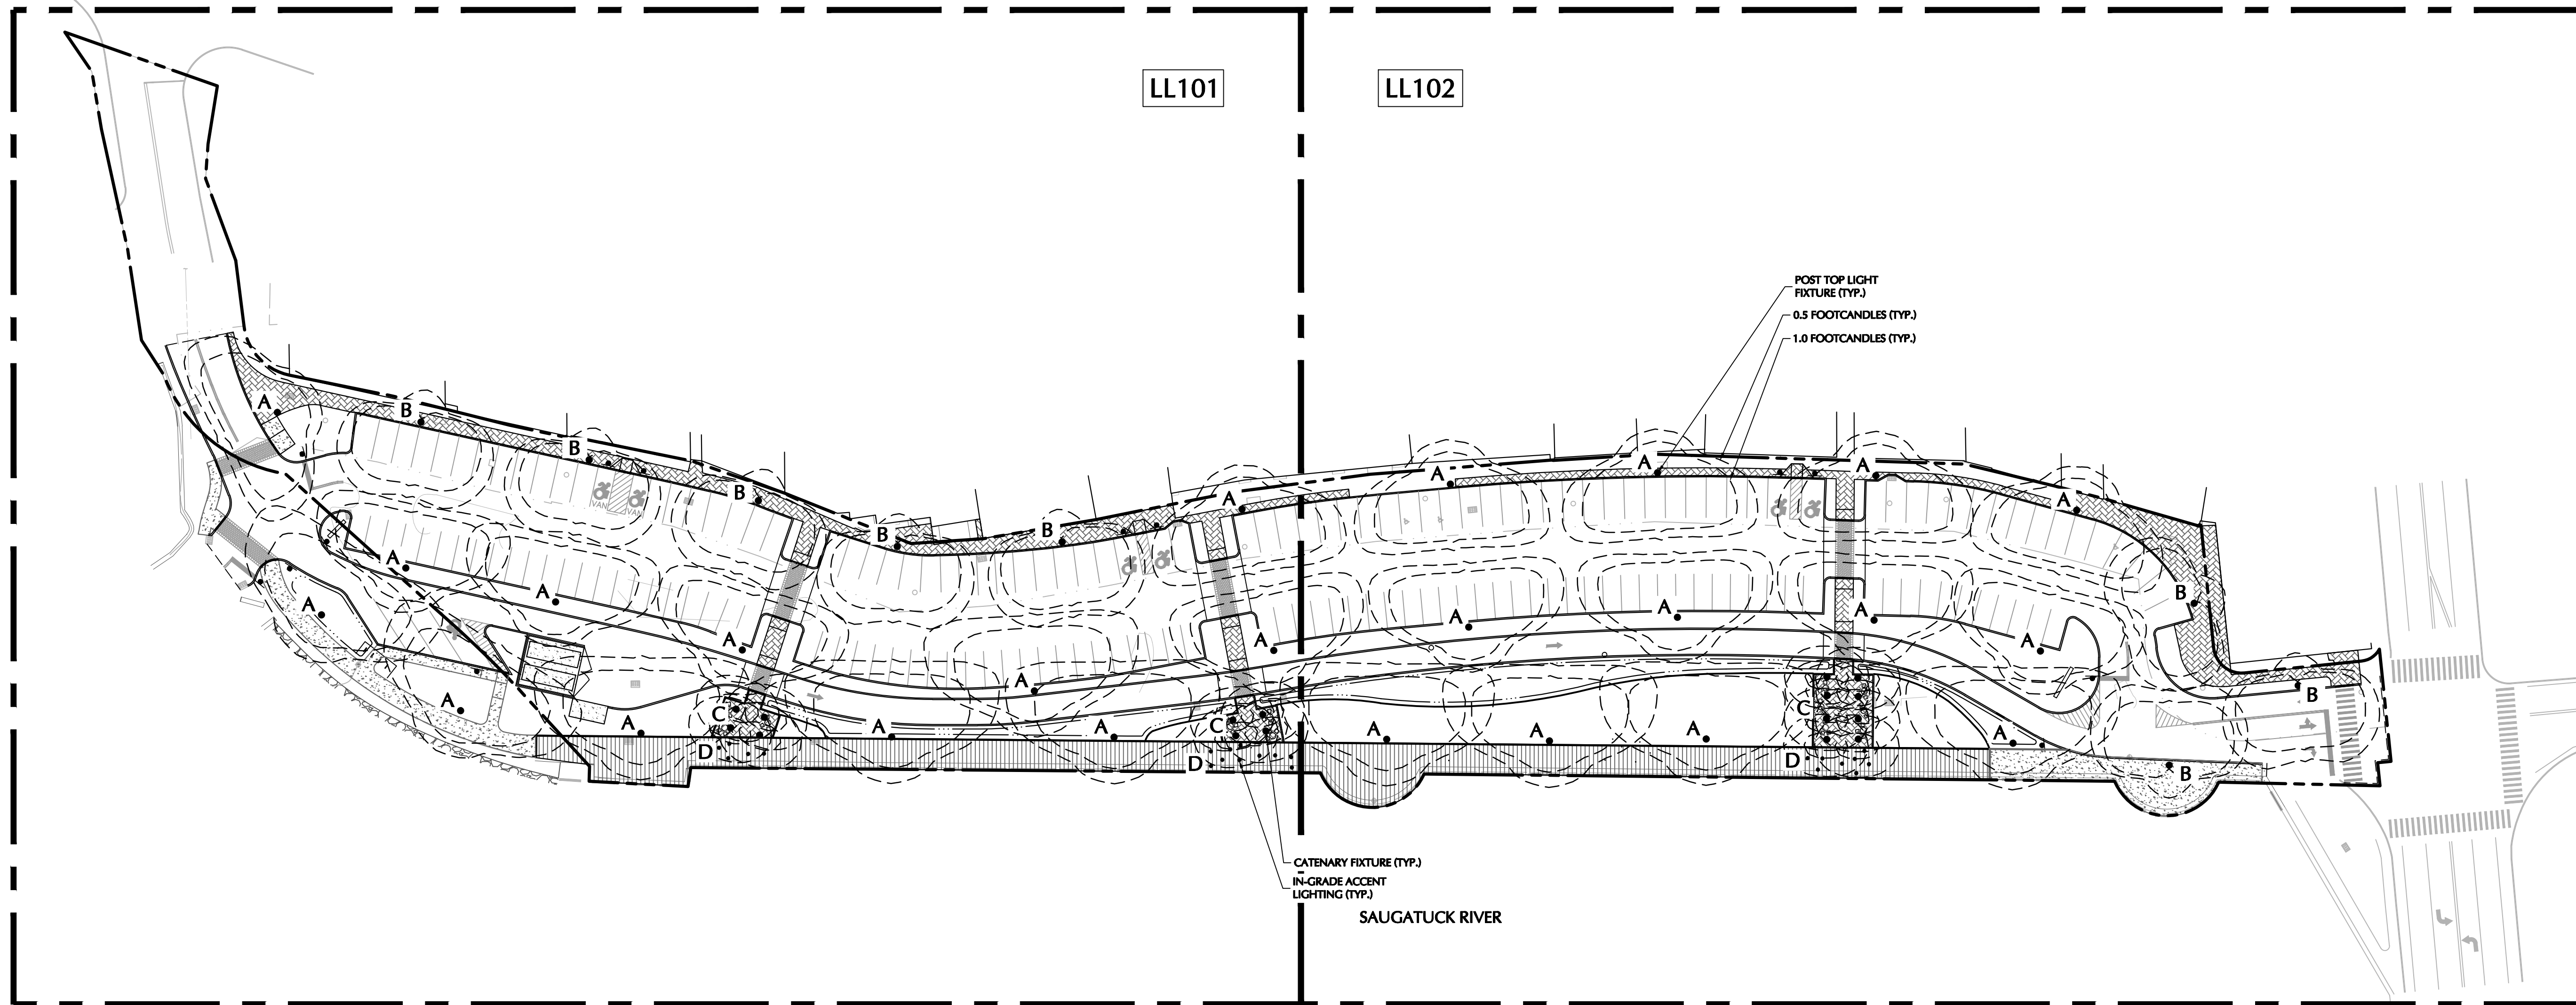 LL101
LL102
POST TOP LIGHT
FIXTURE (TYP.)
0.5 FOOTCANDLES (TYP.)
1.0 FOOTCANDLES (TYP.)
A
B
B
B
B
B
A
A
A
A
A
VAN
VAN
A
A
A
A
A
A
A
A
A
B
A
A
A
A
A
B
C
A
A
C
A
A
A
C
A
B
D
D
D
CATENARY FIXTURE (TYP.)
IN-GRADE ACCENT
LIGHTING (TYP.)
SAUGATUCK RIVER